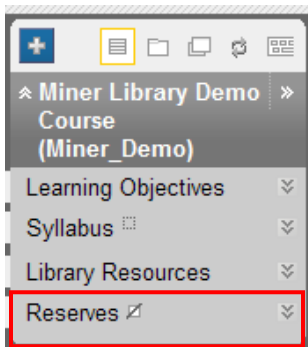 Miner Library Demo
Course
(Miner_Demo)
Learning Objectives
Syllabus
Library Resources
Reserves